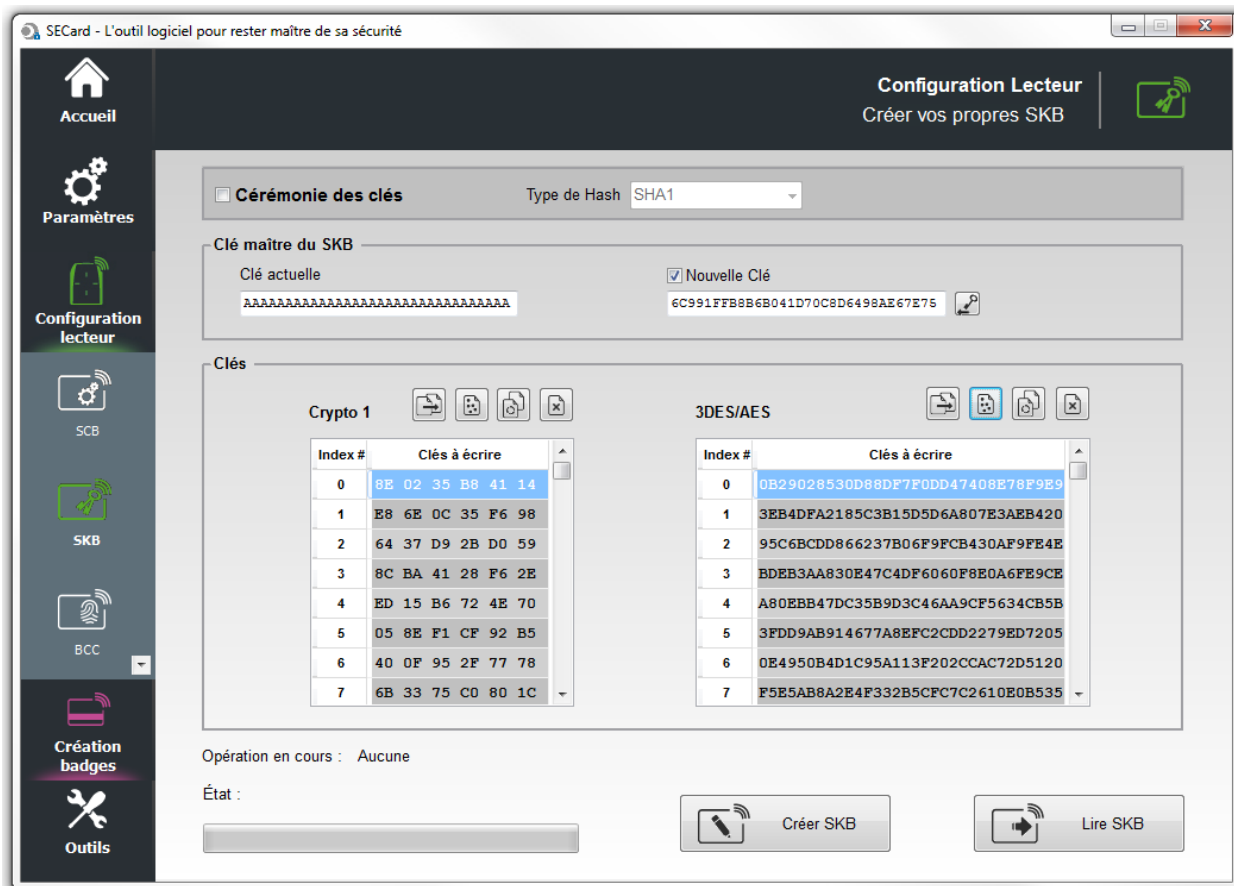 SECard - L'outil logiciel pour rester maître de sa sécurité
Accueil
Configuration Lecteur
Créer vos propres SKB
Paramètres
Configuration
lecteur
SCB
SKB
BCC
Création
badges
Outils
Cérémonie des clés
Type de Hash SHA1
Clé maître du SKB
Clé actuelle
Nouvelle Clé
AAAAAAAAAAAAAAAAAAAAAAAAAAAAAAAA
6C991FFB8B6B041D70C8D6498AE67E75
Clés
Crypto 1
Index # Clés à écrire
0 8E 02 35 B8 41 14
1 E8 6E 0C 35 F6 98
2 64 37 D9 2B D0 59
3 8C BA 41 28 F6 2E
4 ED 15 B6 72 4E 70
5 05 8E F1 CF 92 B5
6 40 0F 95 2F 77 78
7 6B 33 75 C0 80 1C
3DES/AES
Index # Clés à écrire
0 0B29028530D88DF7F0DD47408E78F9E9
1 3EB4DFA2185C3B15D5D6A807E3AEB420
2 95C6BCDD866237B06F9FCB430AF9FE4E
3 BDEB3AA830E47C4DF6060F8E0A6FE9CE
4 A80EBB47DC35B9D3C46AA9CF5634CB5B
5 3FDD9AB914677A8EFC2CDD2279ED7205
6 0E4950B4D1C95A113F202CCAC72D5120
7 F5E5AB8A2E4F332B5CFC7C2610E0B535
Opération en cours : Aucune
État :
Créer SKB
Lire SKB